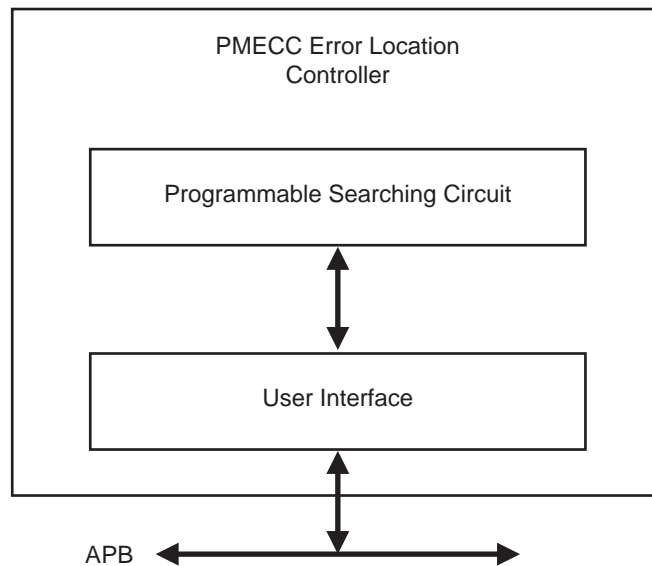 PMECC Error Location
Controller
Programmable Searching Circuit
User Interface
APB